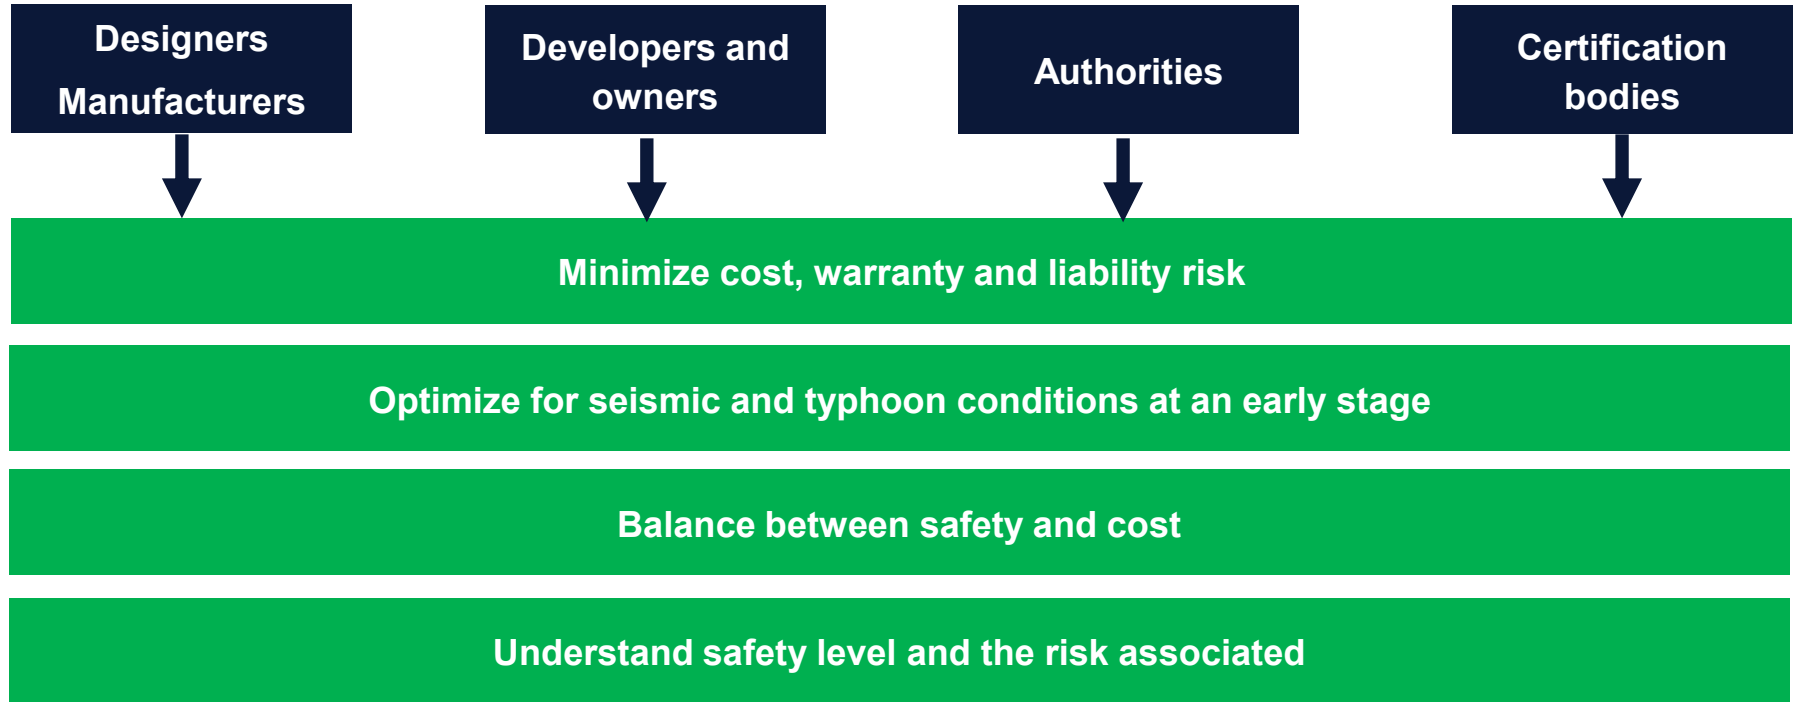 Designers
Manufacturers
Developers and
owners
Authorities
Certification
bodies
Minimize cost, warranty and liability risk
Optimize for seismic and typhoon conditions at an early stage
Balance between safety and cost
Understand safety level and the risk associated